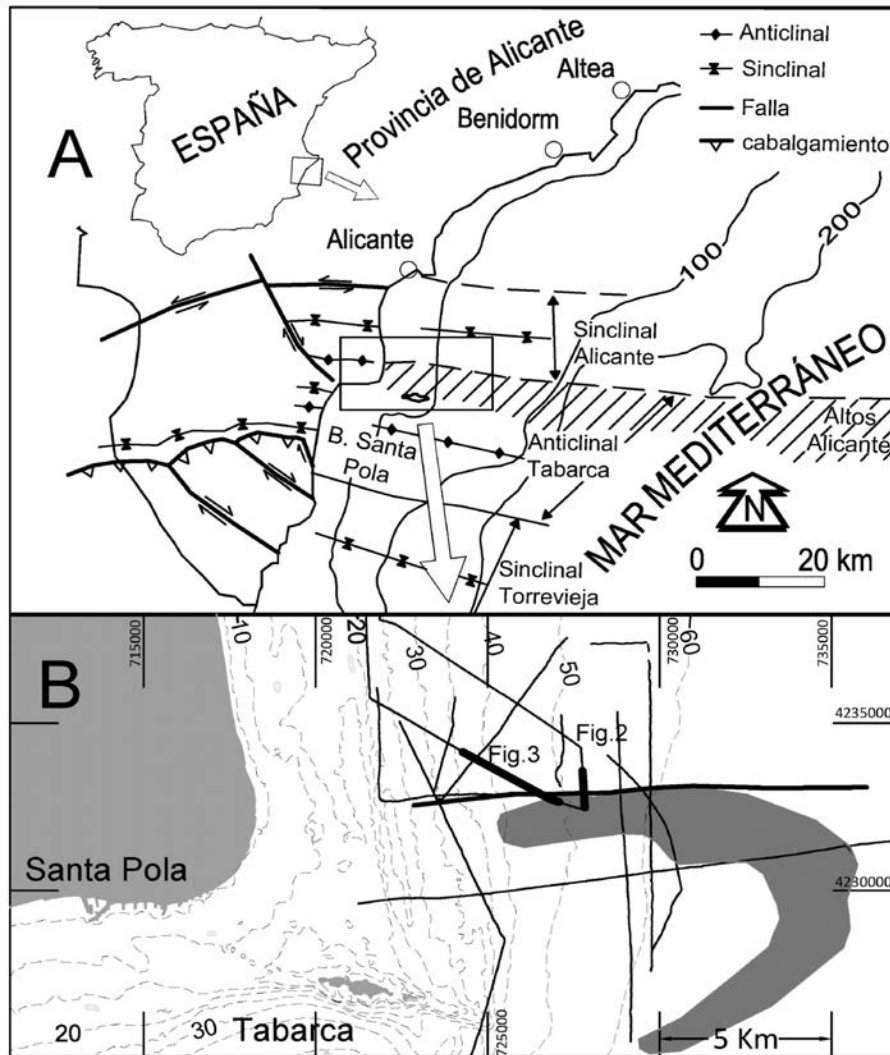 A
ESPAÑA
Provincia de Alicante
Altea
Benidorm
Alicante
Anticlinal
Sinclinal
Falla
cabalgamiento
100
200
Sinclinal
Alicante
MAR MEDITERRÁNEO
Altos
Alicante
B. Santa
Pola
Anticlinal
Tabarca
N
0 20 km
Sinclinal
Torrevieja
B
715000
10
720000
20
30
40
50
730000
60
735000
4235000
Fig.3
Fig.2
Santa Pola
4230000
20
30
Tabarca
725000
5 Km